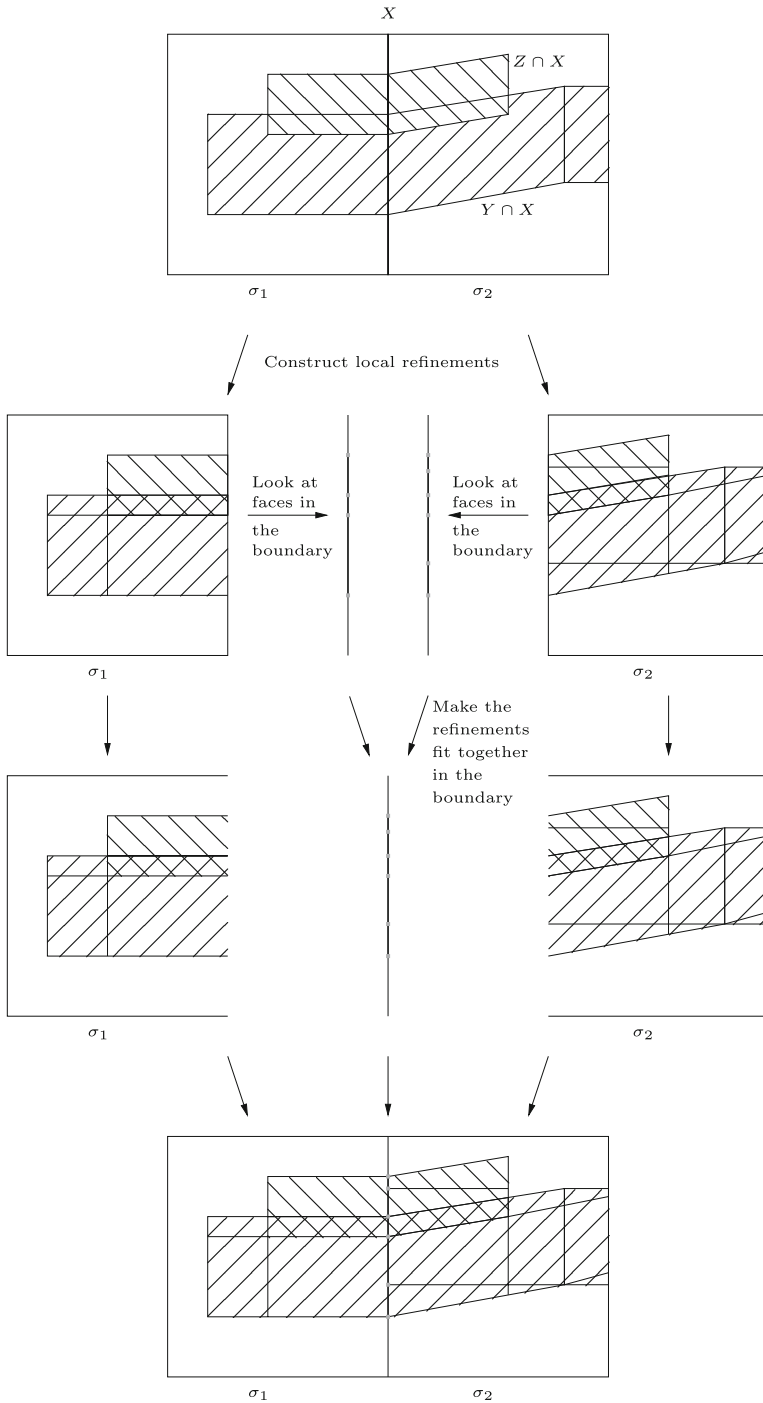 X
Z ∩ X
Y ∩ X
σ₁
σ₂
Construct local refinements
Look at
faces in
the
boundary
Look at
faces in
the
boundary
σ₁
σ₂
Make the
refinements
fit together
in the
boundary
σ₁
σ₂
σ₁
σ₂